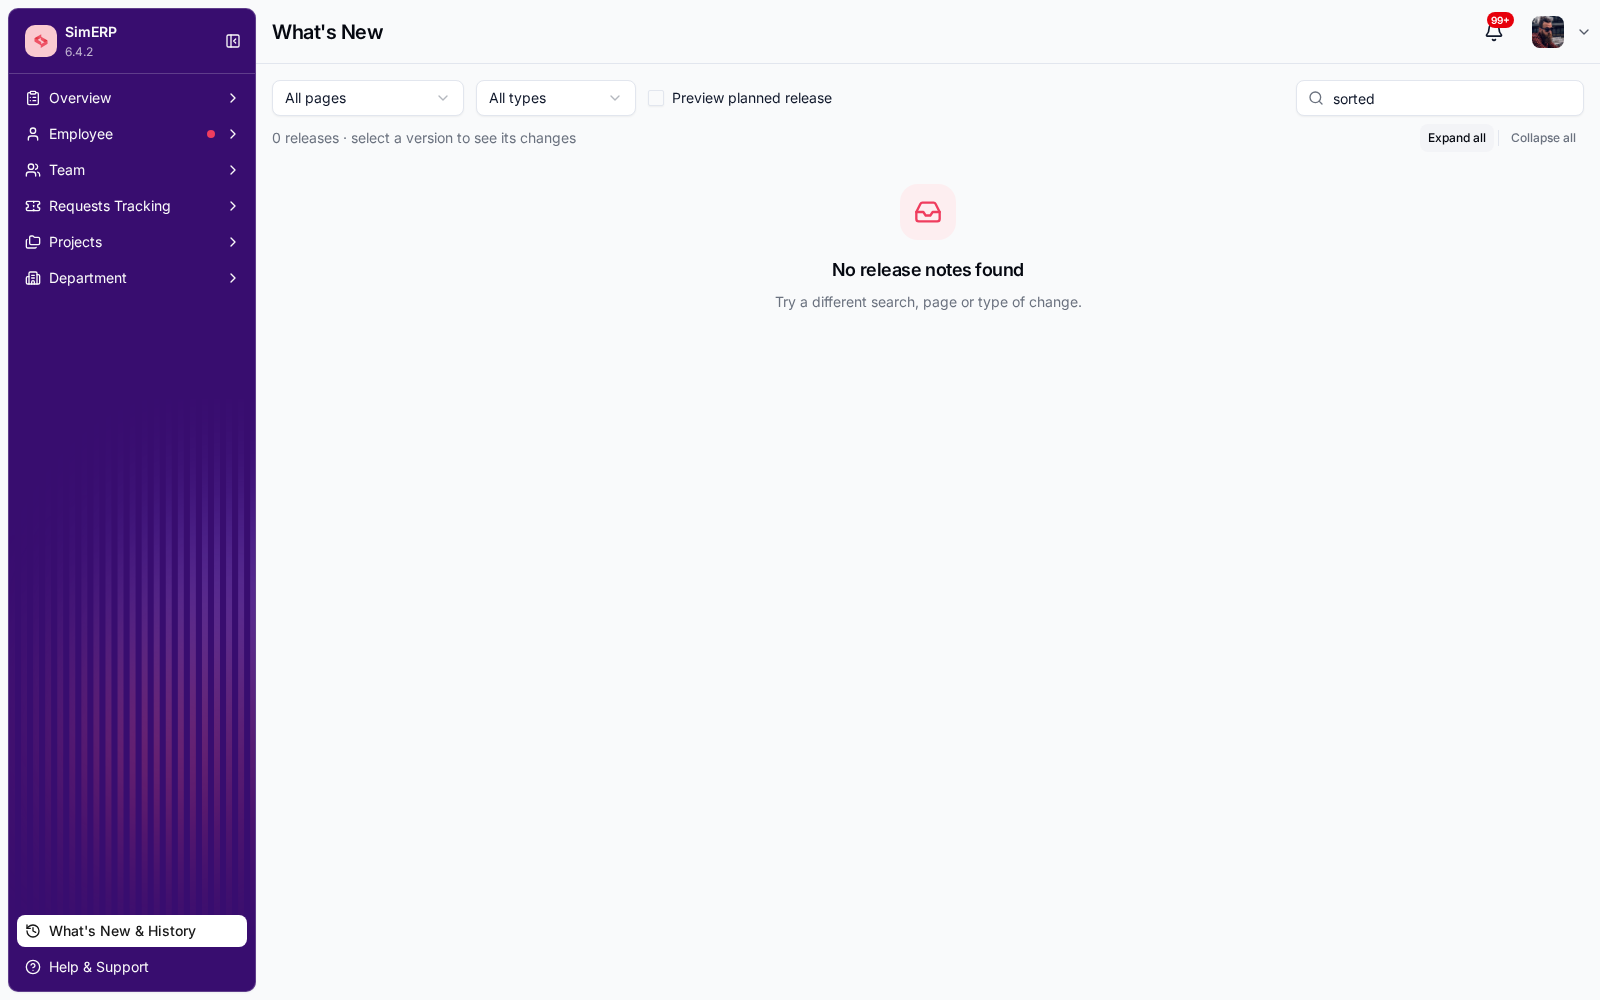 SimERP
6.4.2
Overview
Employee
Team
Requests Tracking
Projects
Department
What's New & History
Help & Support
What's New
99+
All pages
All types
Preview planned release
sorted
0 releases · select a version to see its changes
Expand all
Collapse all
No release notes found
Try a different search, page or type of change.